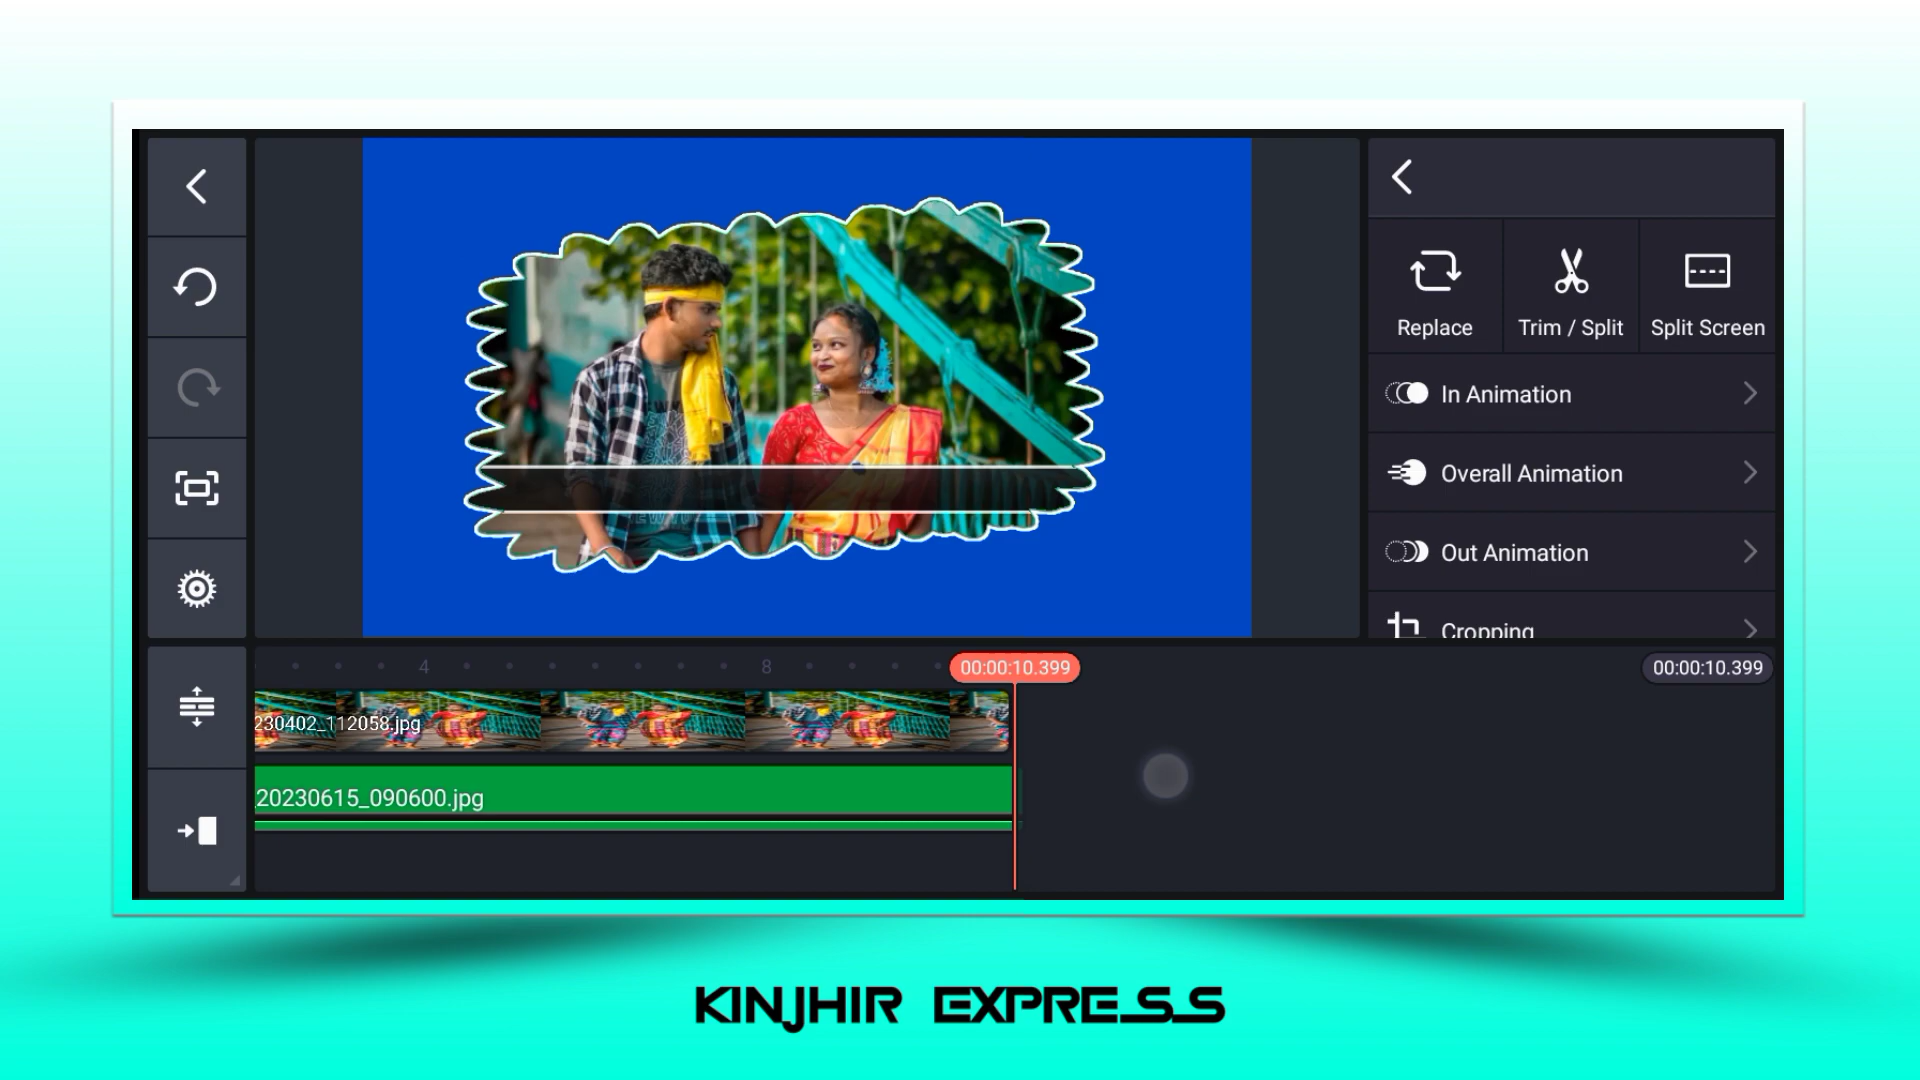 Replace
Trim / Split
Split Screen
In Animation
Overall Animation
Out Animation
Cropping
4
8
00:00:10.399
00:00:10.399
230402_112058.jpg
_20230615_090600.jpg
KINJHIR EXPRESS